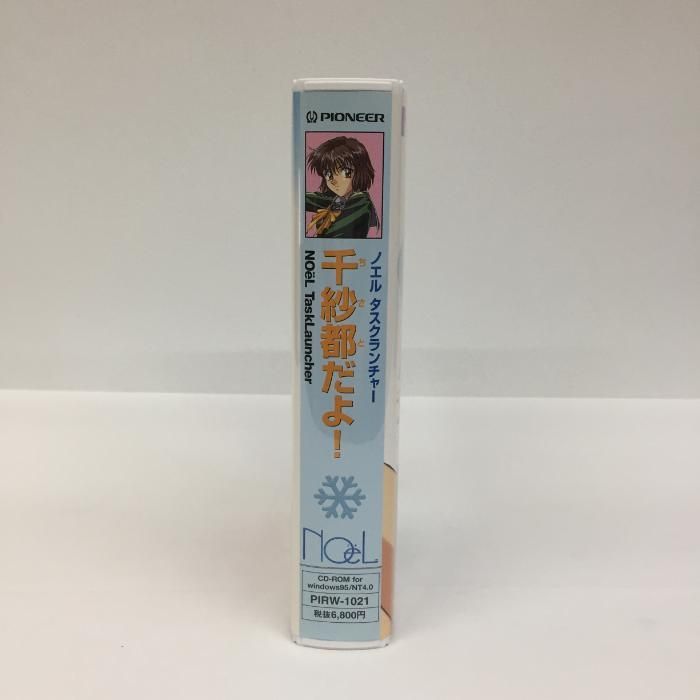 PIONEER
ノエル タスクランチャー
千紗都だよ!
ちさと
NOëL TaskLauncher
NOëL
CD-ROM for
windows95/NT4.0
PIRW-1021
税抜6,800円